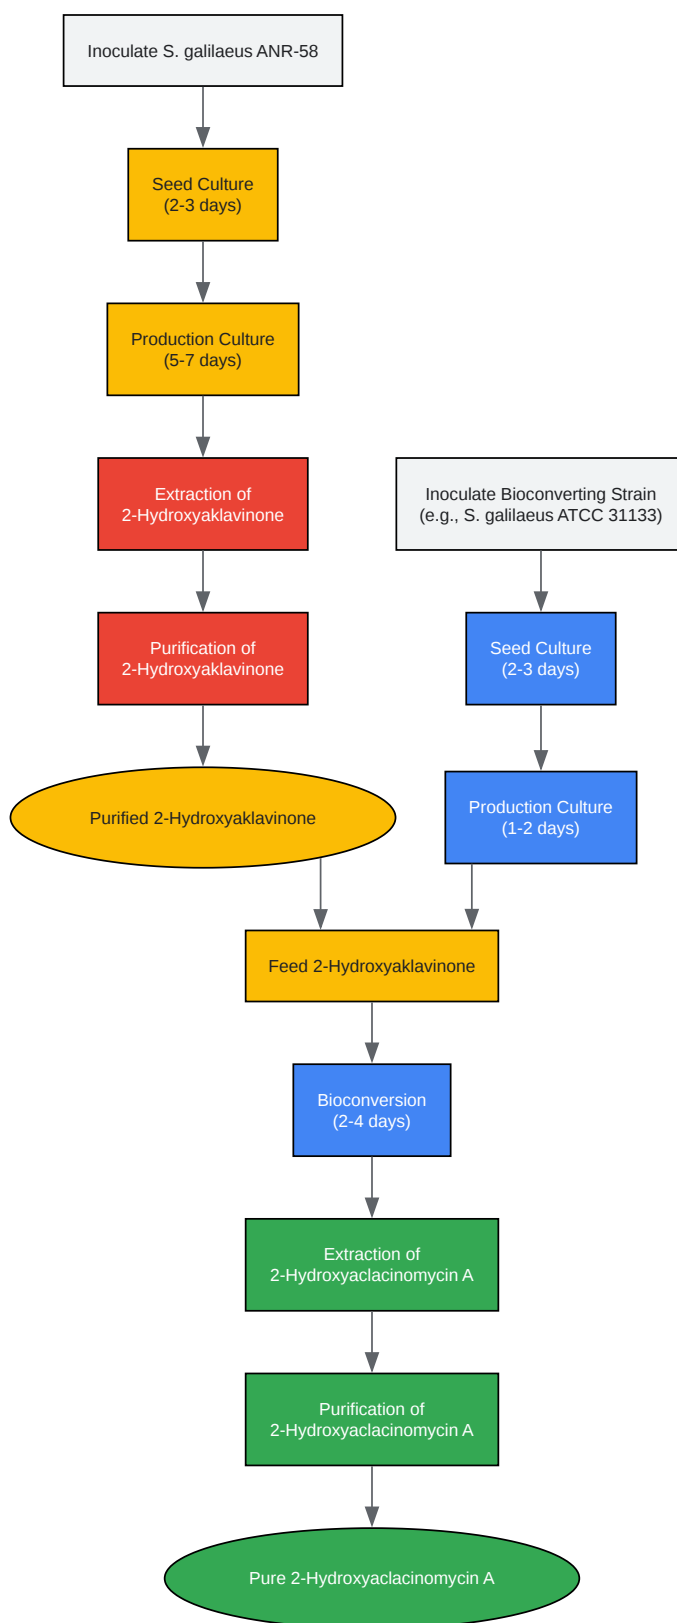 Inoculate S. galilaeus ANR-58
Seed Culture
(2-3 days)
Production Culture
(5-7 days)
Extraction of
2-Hydroxyaklavinone
Inoculate Bioconverting Strain
(e.g., S. galilaeus ATCC 31133)
Purification of
2-Hydroxyaklavinone
Seed Culture
(2-3 days)
Purified 2-Hydroxyaklavinone
Production Culture
(1-2 days)
Feed 2-Hydroxyaklavinone
Bioconversion
(2-4 days)
Extraction of
2-Hydroxyaclacinomycin A
Purification of
2-Hydroxyaclacinomycin A
Pure 2-Hydroxyaclacinomycin A